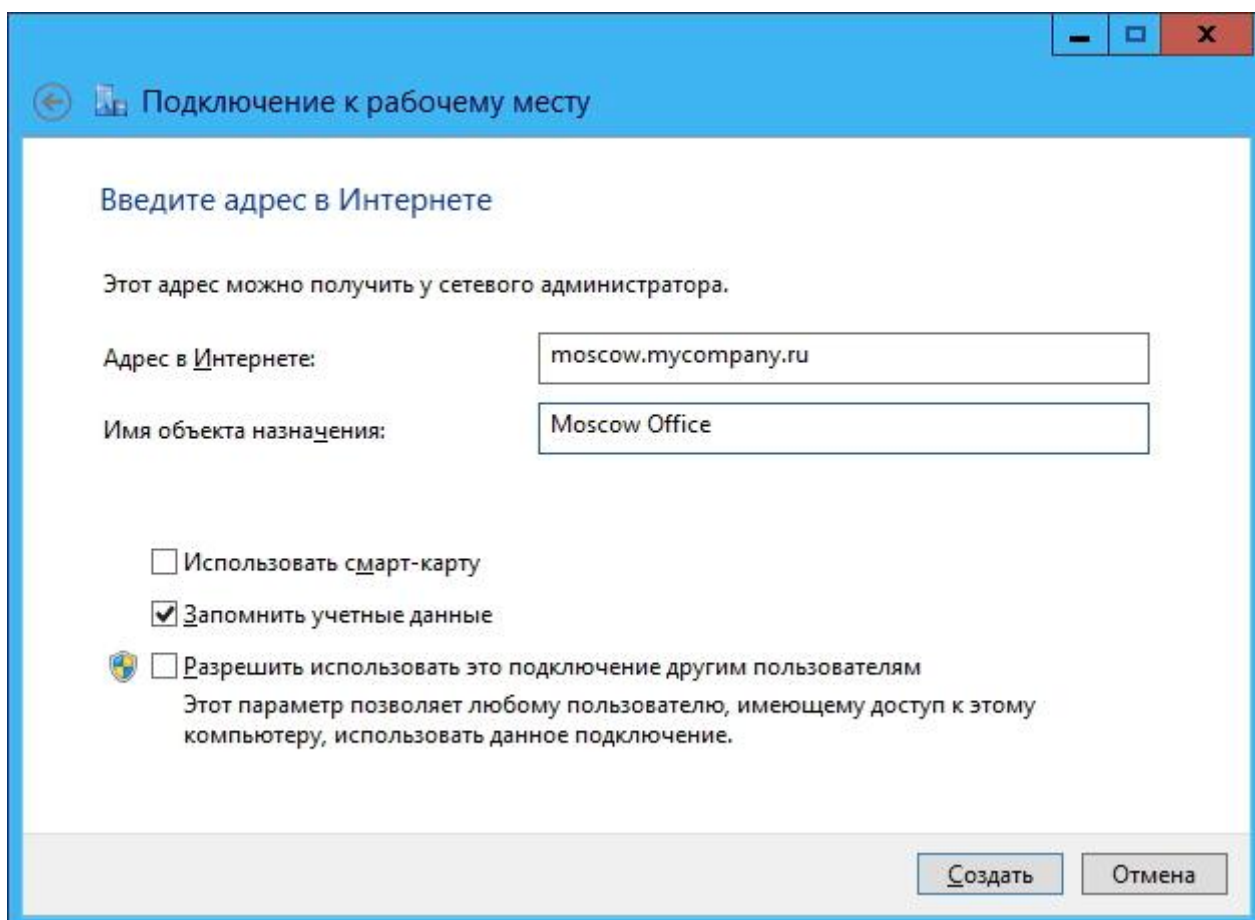 Подключение к рабочему месту
Введите адрес в Интернете
Этот адрес можно получить у сетевого администратора.
Адрес в Интернете: moscow.mycompany.ru
Имя объекта назначения: Moscow Office
Использовать смарт-карту
Запомнить учетные данные
Разрешить использовать это подключение другим пользователям
Этот параметр позволяет любому пользователю, имеющему доступ к этому
компьютеру, использовать данное подключение.
Создать Отмена